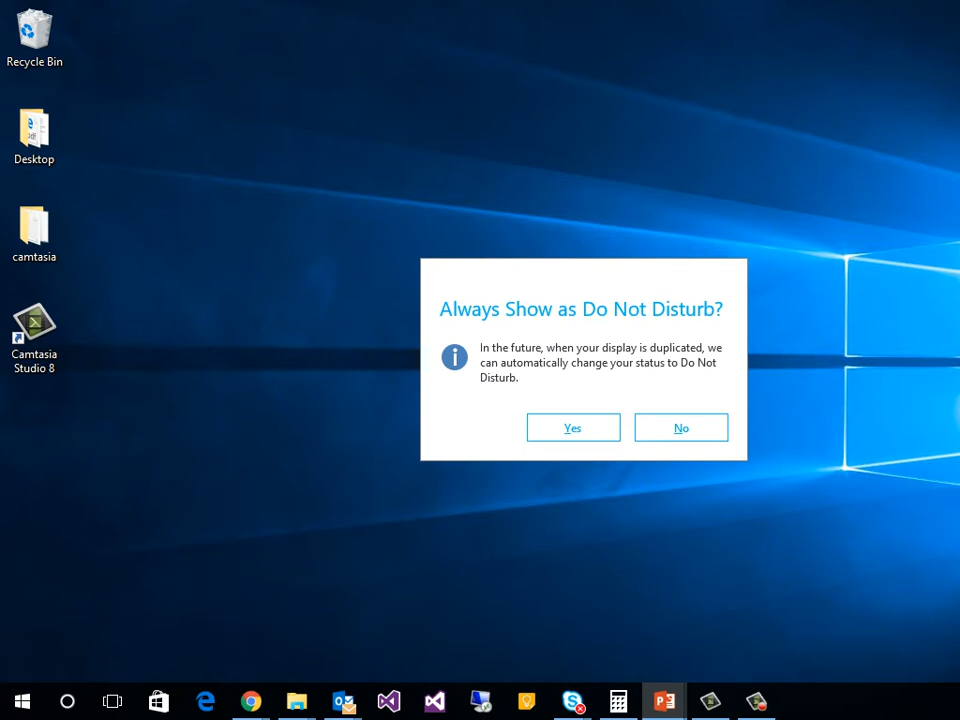 Recycle Bin
Desktop
camtasia
Camtasia
Studio 8
Always Show as Do Not Disturb?
In the future, when your display is duplicated, we
can automatically change your status to Do Not
Disturb.
Yes
No